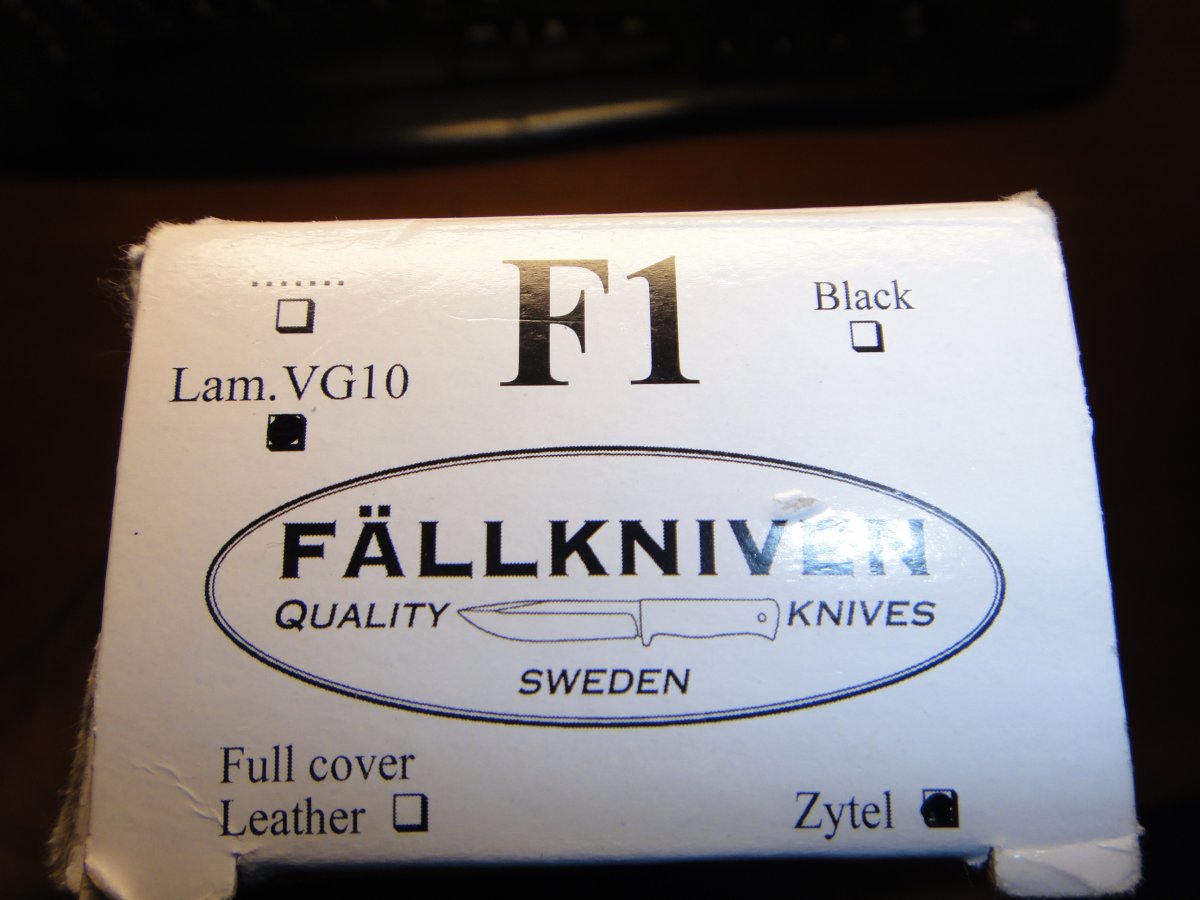 F1
Black
Lam.VG10
FÄLLKNIVEN
QUALITY KNIVES
SWEDEN
Full cover
Leather
Zytel